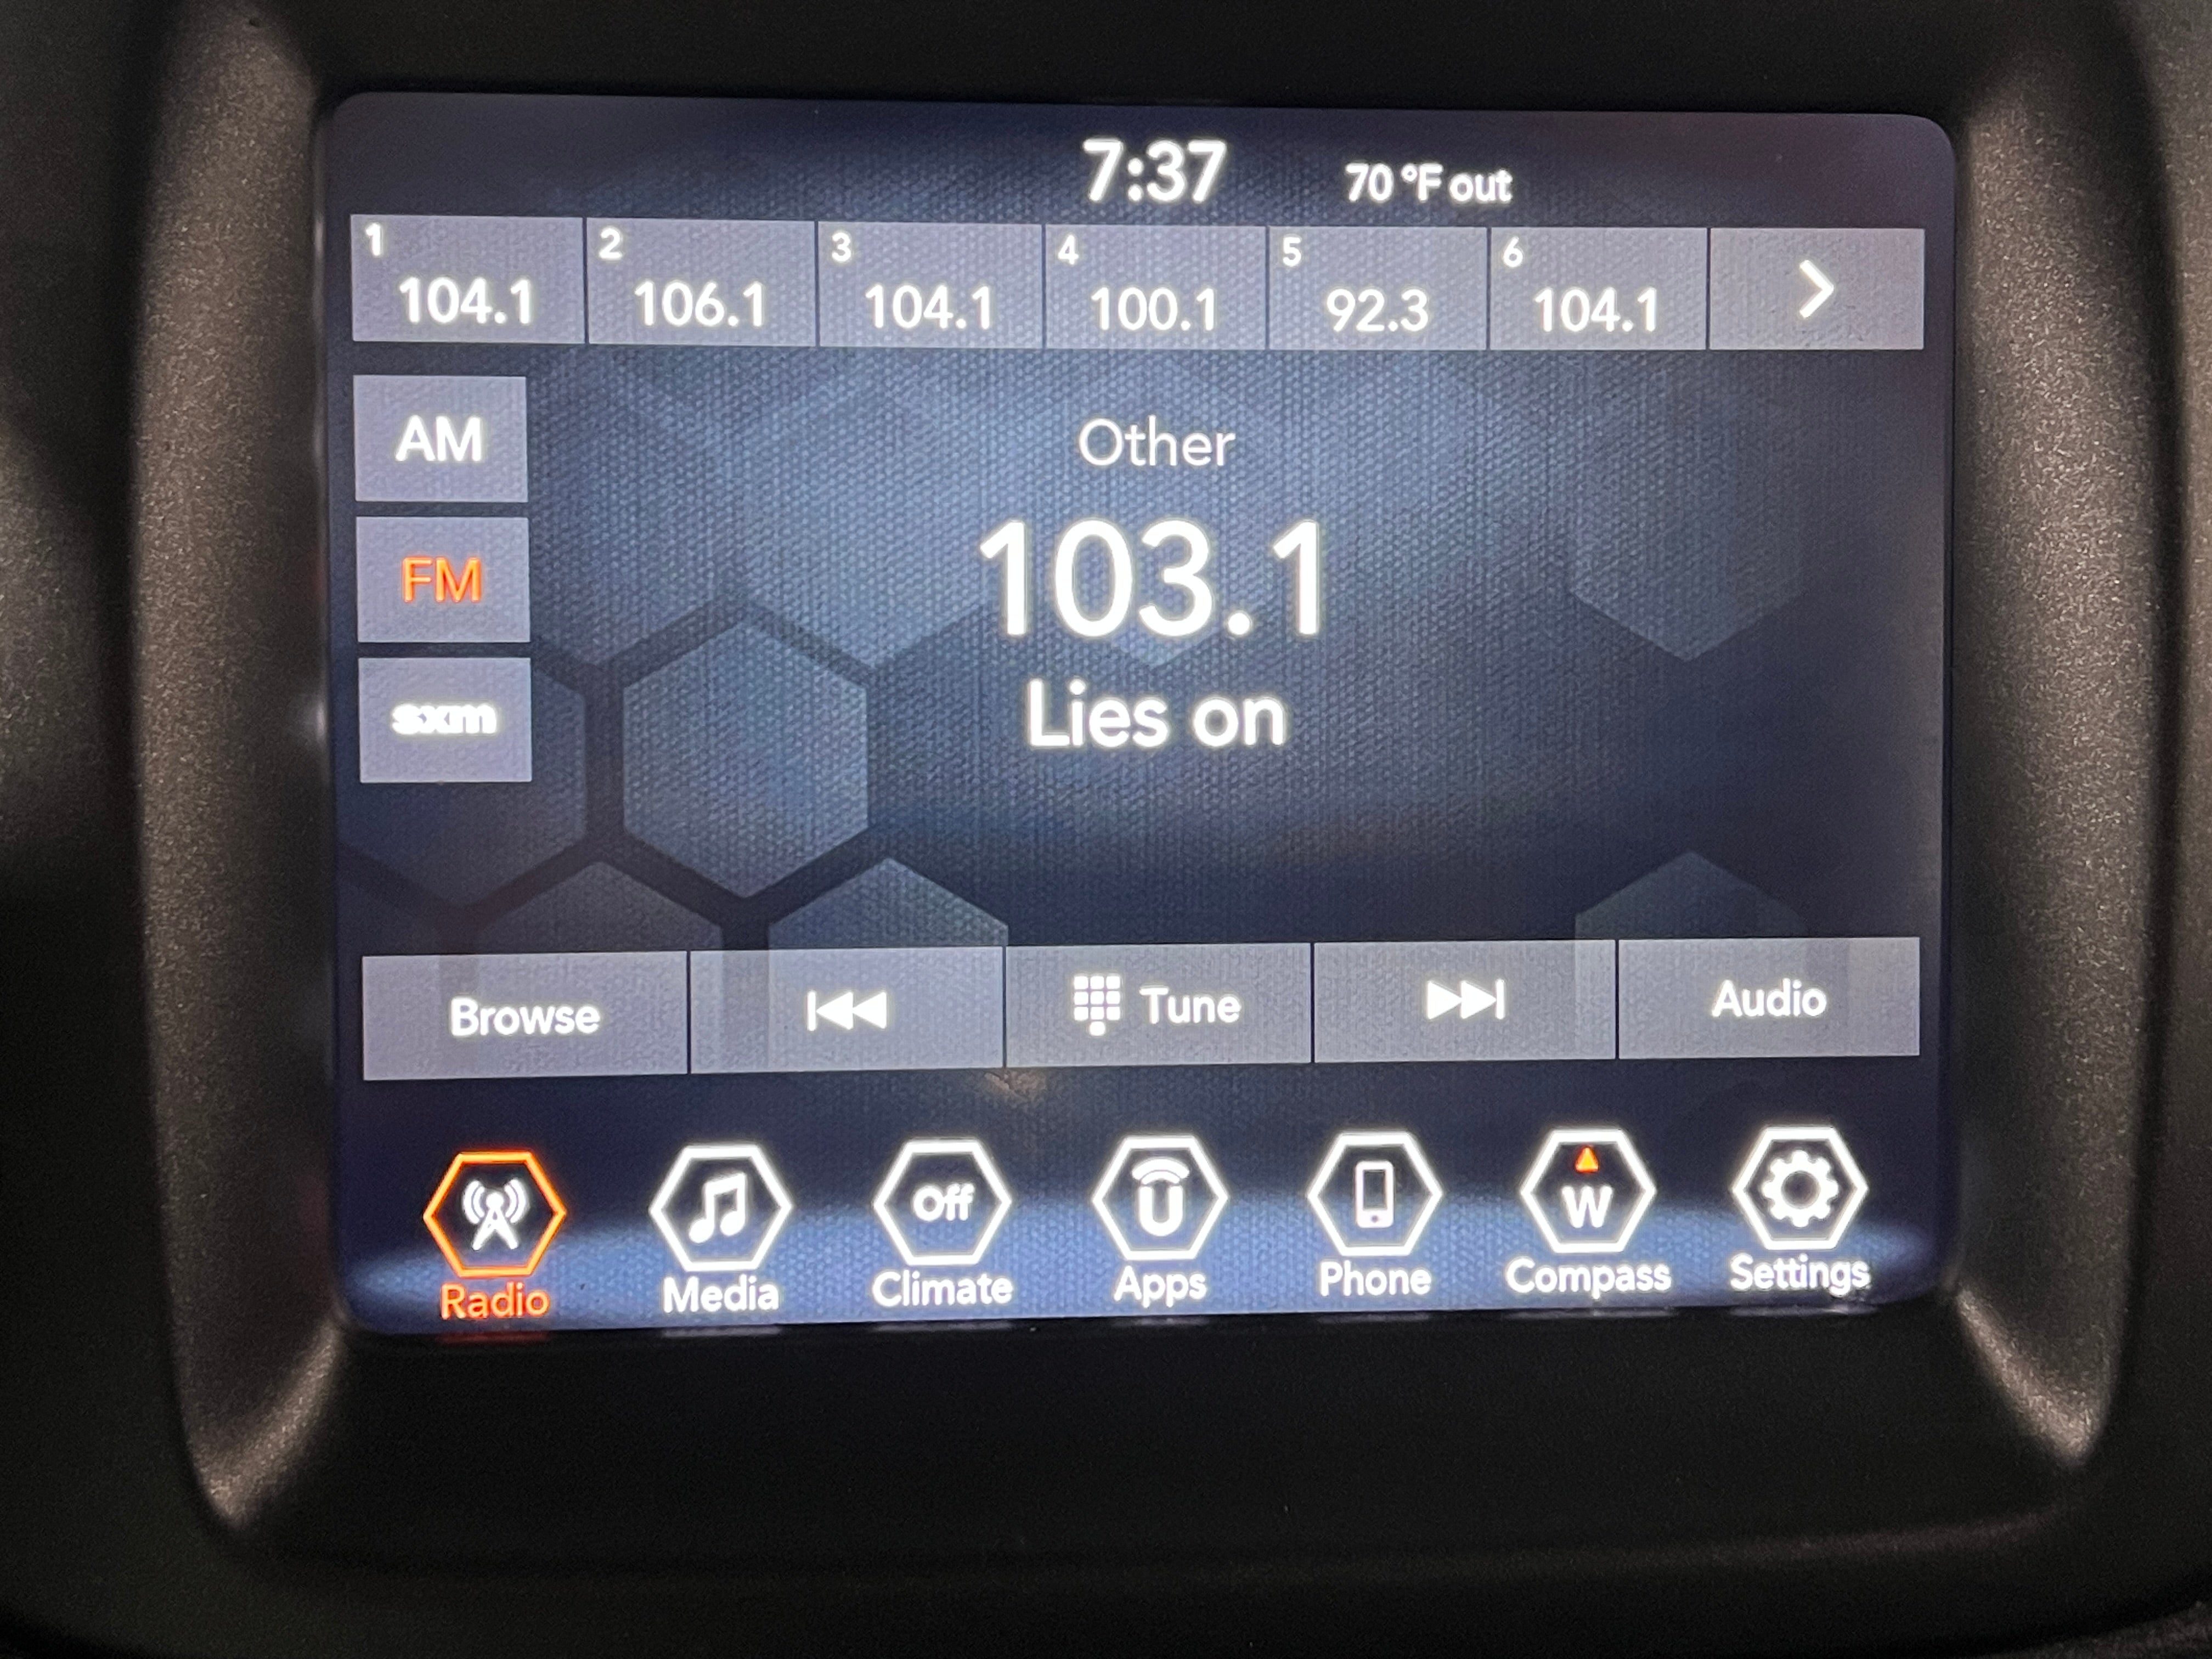 7:37 70 °F out
1 2 3 4 5 6
104.1 106.1 104.1 100.1 92.3 104.1
AM
Other
FM
103.1
sxm
Lies on
Browse Tune Audio
Off U W
Radio Media Climate Apps Phone Compass Settings